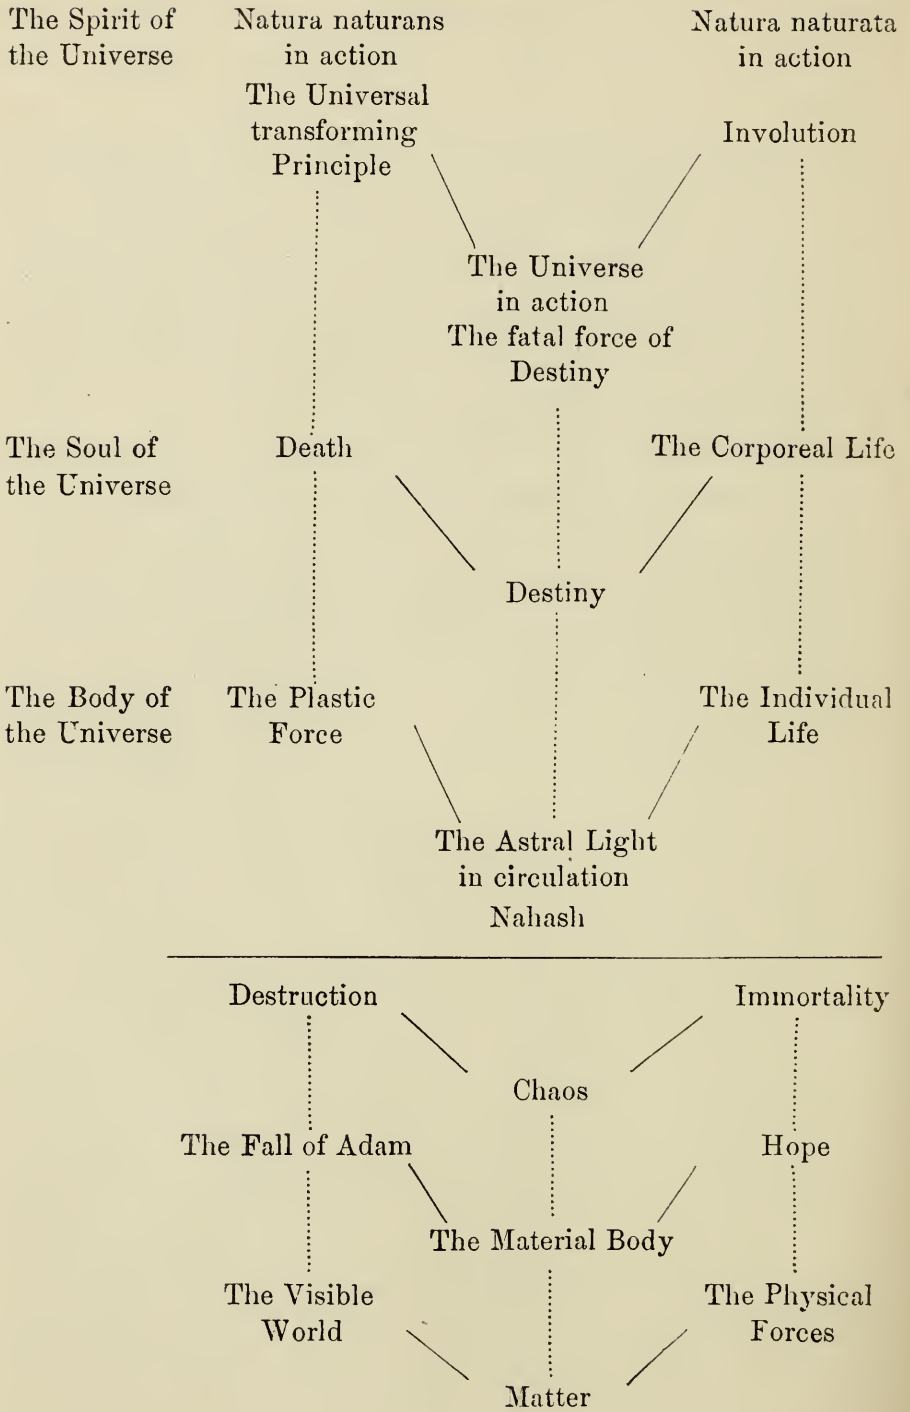 The Spirit of
the Universe
Natura naturans
in action
The Universal
transforming
Principle
Natura naturata
in action
Involution
The Universe
in action
The fatal force of
Destiny
The Soul of
the Universe
Death
The Corporeal Life
Destiny
The Body of
the Universe
The Plastic
Force
The Individual
Life
The Astral Light
in circulation
Nahash
Destruction
Immortality
Chaos
The Fall of Adam
Hope
The Material Body
The Visible
World
The Physical
Forces
Matter